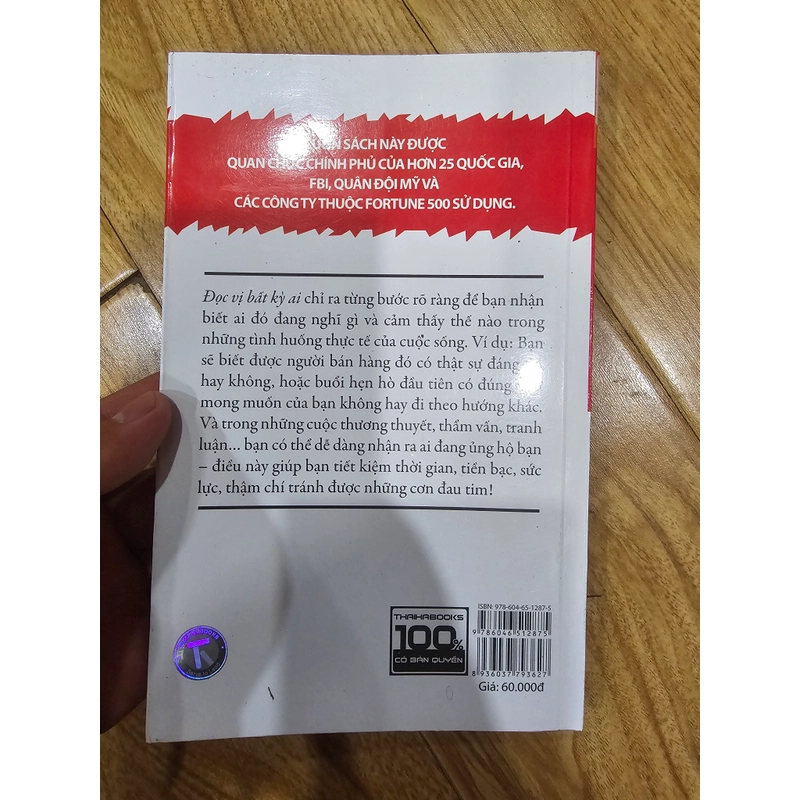 SÁCH NÀY ĐƯỢC
QUAN CHỨC CHÍNH PHỦ CỦA HƠN 25 QUỐC GIA,
FBI, QUÂN ĐỘI MỸ VÀ
CÁC CÔNG TY THUỘC FORTUNE 500 SỬ DỤNG.
Đọc vị bất kỳ ai chỉ ra từng bước rõ ràng để bạn nhận
biết ai đó đang nghĩ gì và cảm thấy thế nào trong
những tình huống thực tế của cuộc sống. Ví dụ: Bạn
sẽ biết được người bán hàng đó có thật sự đáng
hay không, hoặc buổi hẹn hò đầu tiên có đúng
mong muốn của bạn không hay đi theo hướng khác.
Và trong những cuộc thương thuyết, thẩm vấn, tranh
luận... bạn có thể dễ dàng nhận ra ai đang ủng hộ bạn
– điều này giúp bạn tiết kiệm thời gian, tiền bạc, sức
lực, thậm chí tránh được những cơn đau tim!
THAIHABOOKS
100%
CÓ BẢN QUYỀN
ISBN: 978-604-65-1287-5
9 786046 512875
8 936037 793627
Giá: 60.000đ